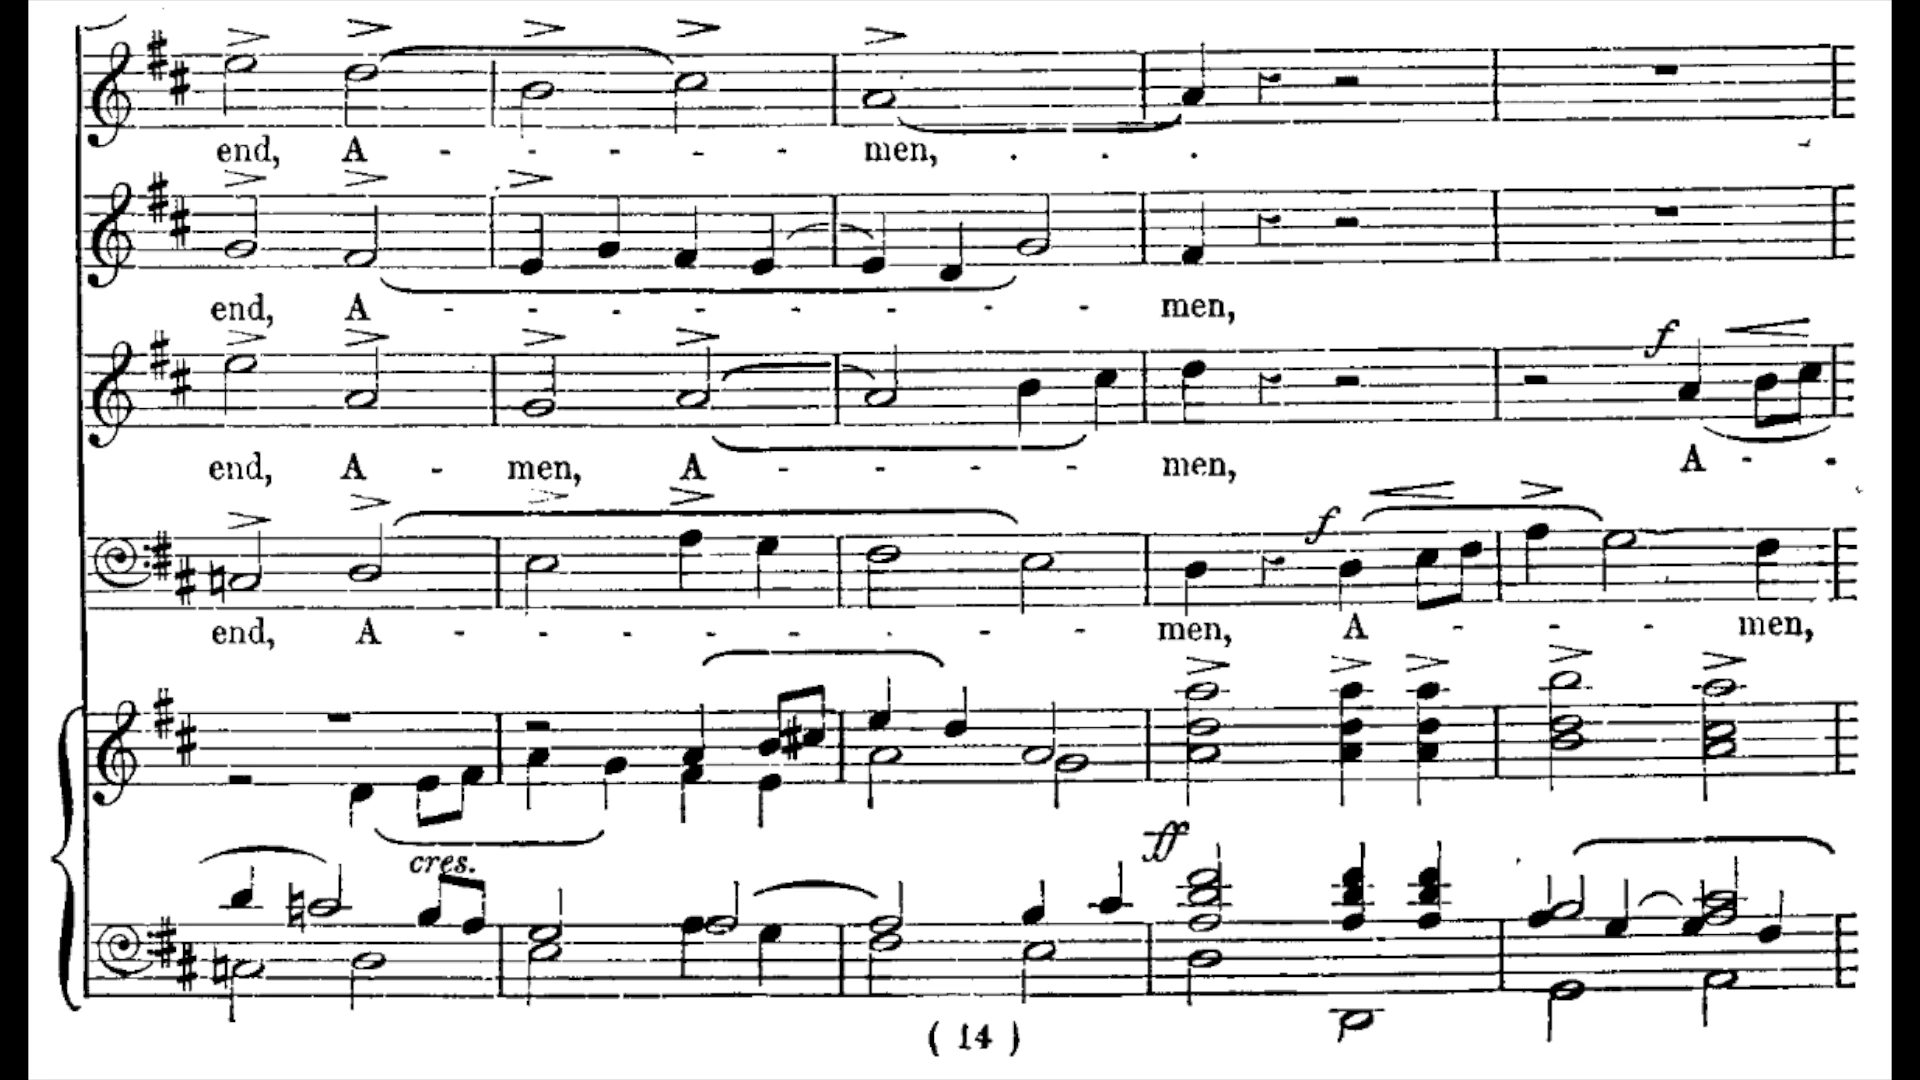 end, A - - - - - men, . . .
end, A - - - - - - - - men,
f
end, A - men, A - - - - men, A - -
f
end, A - - - - - - - - men, A - - - men,
cres.
ff
( 14 )